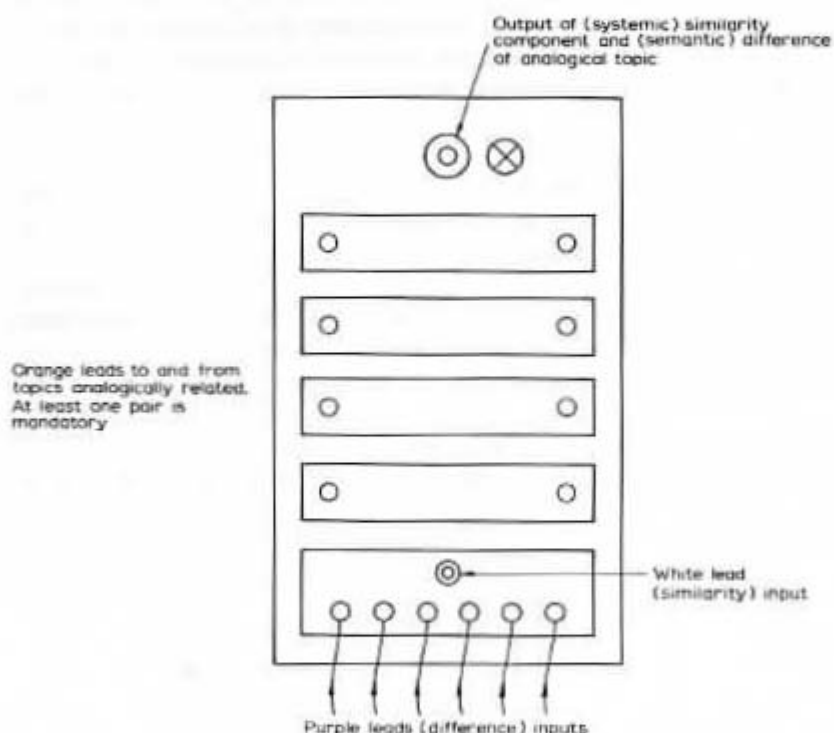 Output of (systemic) similarity
component and (semantic) difference
of analogical topic
Orange leads to and from
topics analogically related.
At least one pair is
mandatory
White lead
(similarity) input
Purple leads (difference) inputs